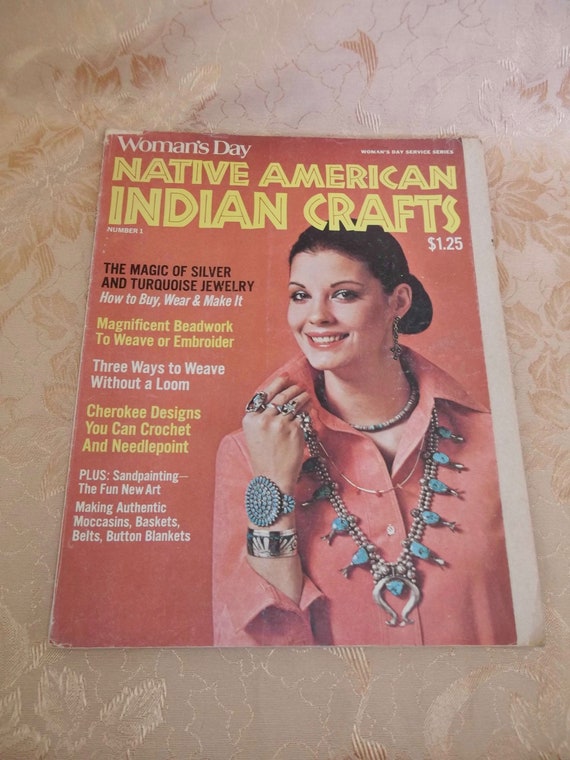 Woman's Day
WOMAN'S DAY SERVICE SERIES
NATIVE AMERICAN
INDIAN CRAFTS
NUMBER 1
$1.25
THE MAGIC OF SILVER
AND TURQUOISE JEWELRY
How to Buy, Wear & Make It
Magnificent Beadwork
To Weave or Embroider
Three Ways to Weave
Without a Loom
Cherokee Designs
You Can Crochet
And Needlepoint
PLUS: Sandpainting—
The Fun New Art
Making Authentic
Moccasins, Baskets,
Belts, Button Blankets